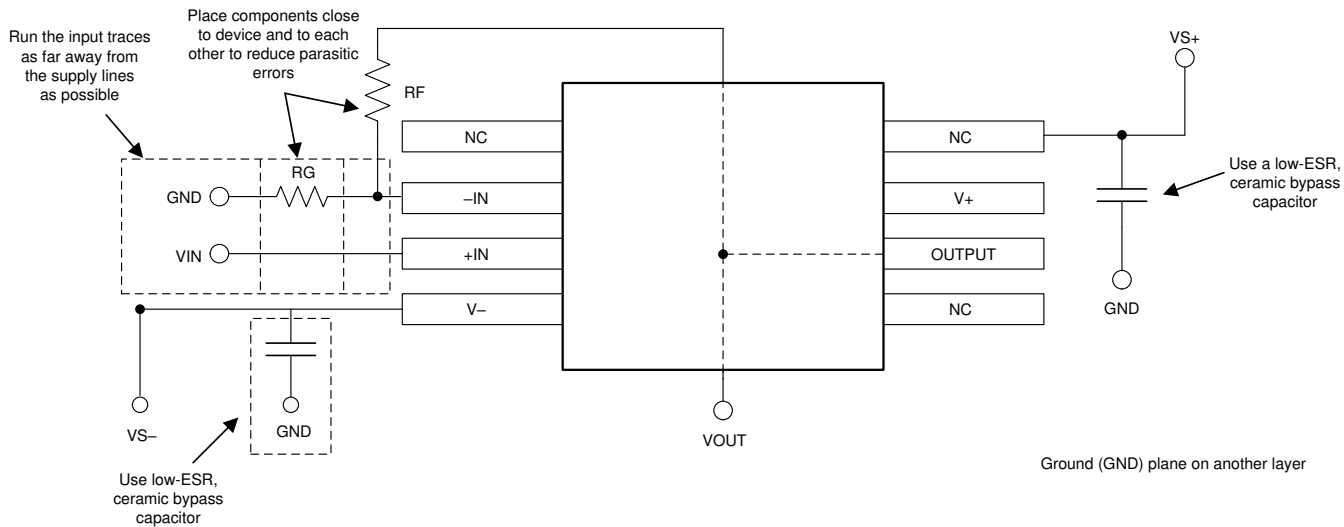 Place components close
to device and to each
other to reduce parasitic
errors
Run the input traces
as far away from
the supply lines
as possible
VS+
RF
NC
NC
Use a low-ESR,
ceramic bypass
capacitor
RG
GND
–IN
V+
VIN
+IN
OUTPUT
V–
NC
GND
VS–
GND
VOUT
Use low-ESR,
ceramic bypass
capacitor
Ground (GND) plane on another layer